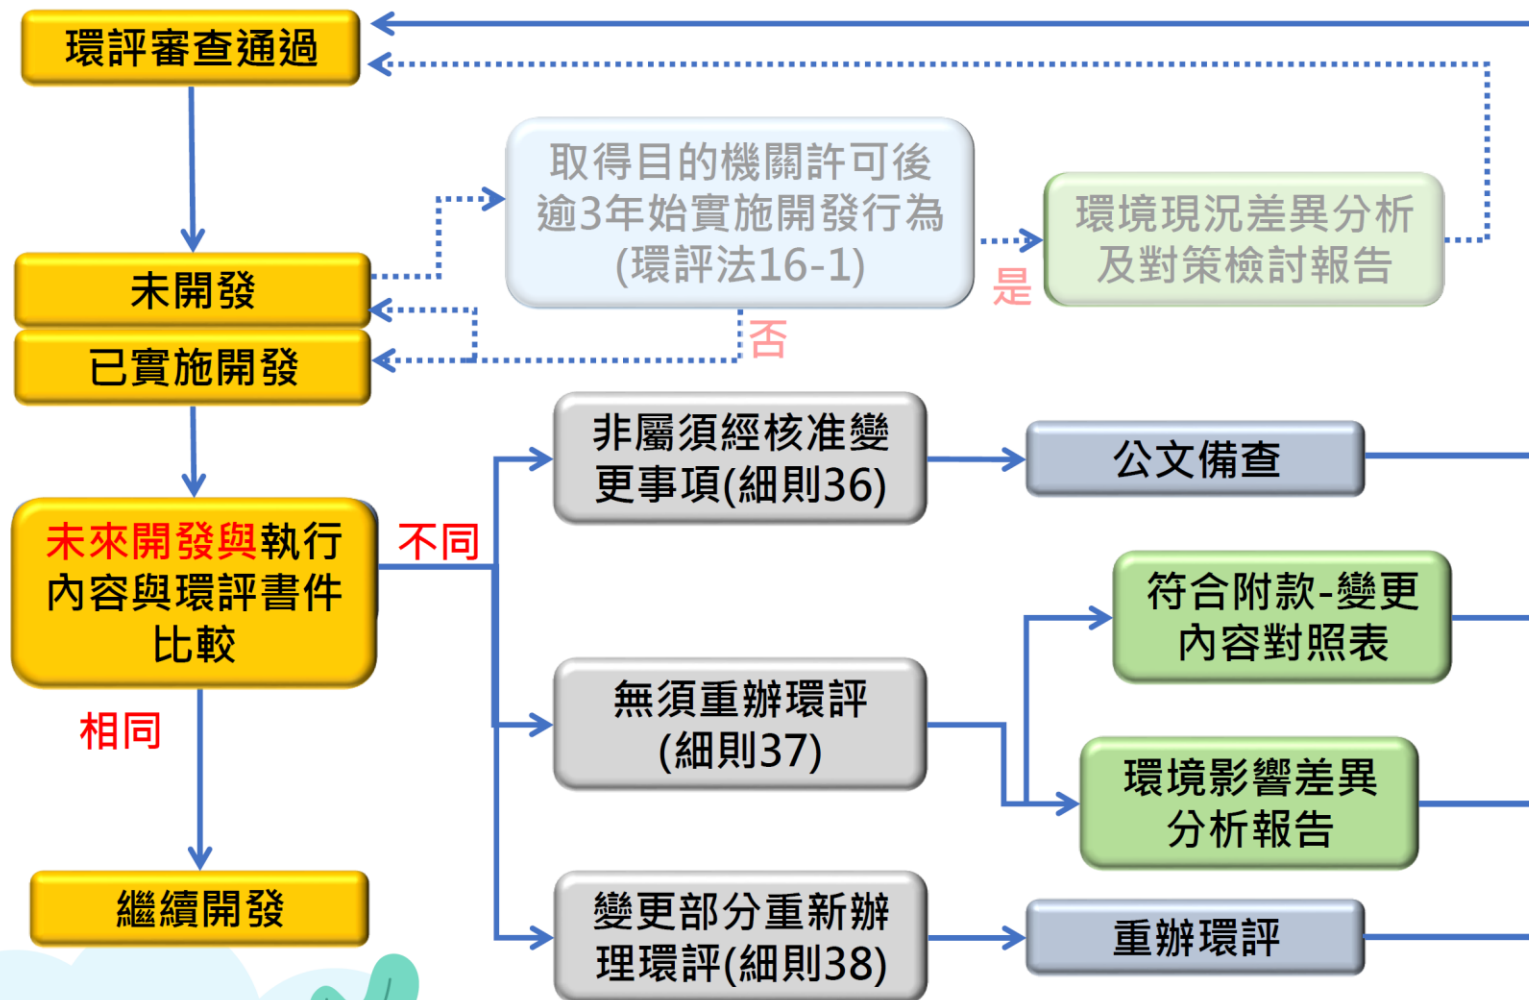 環評審查通過
取得目的機關許可後
逾3年始實施開發行為
(環評法16-1)
是
環境現況差異分析
及對策檢討報告
未開發
否
已實施開發
非屬須經核准變
更事項(細則36)
公文備查
未來開發與執行
內容與環評書件
比較
不同
符合附款-變更
內容對照表
無須重辦環評
(細則37)
相同
環境影響差異
分析報告
繼續開發
變更部分重新辦
理環評(細則38)
重辦環評